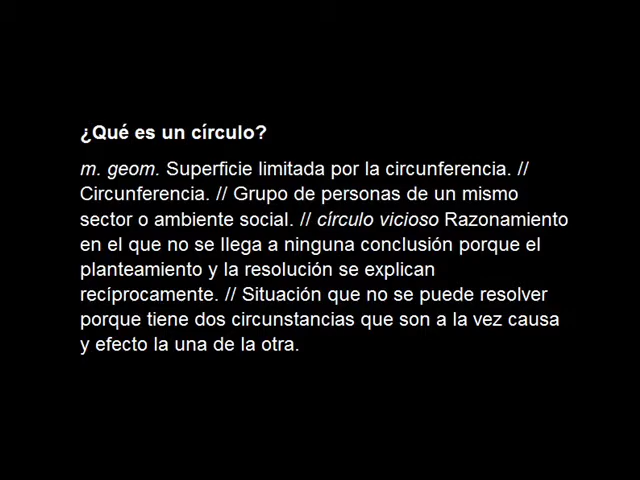 ¿Qué es un círculo?
m. geom. Superficie limitada por la circunferencia. //
Circunferencia. // Grupo de personas de un mismo
sector o ambiente social. // círculo vicioso Razonamiento
en el que no se llega a ninguna conclusión porque el
planteamiento y la resolución se explican
recíprocamente. // Situación que no se puede resolver
porque tiene dos circunstancias que son a la vez causa
y efecto la una de la otra.